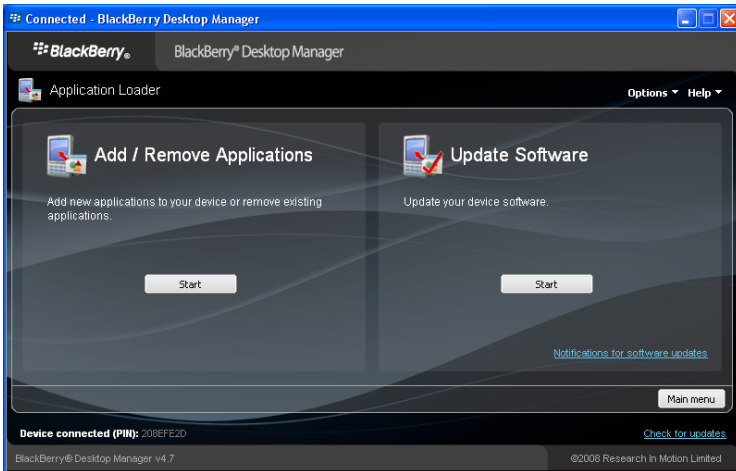 Connected - BlackBerry Desktop Manager
BlackBerry® BlackBerry® Desktop Manager
Application Loader Options Help
Add / Remove Applications
Add new applications to your device or remove existing
applications.
Start
Update Software
Update your device software.
Start
Notifications for software updates
Main menu
Device connected (PIN): 208EFE2D Check for updates
BlackBerry® Desktop Manager v4.7 ©2008 Research In Motion Limited